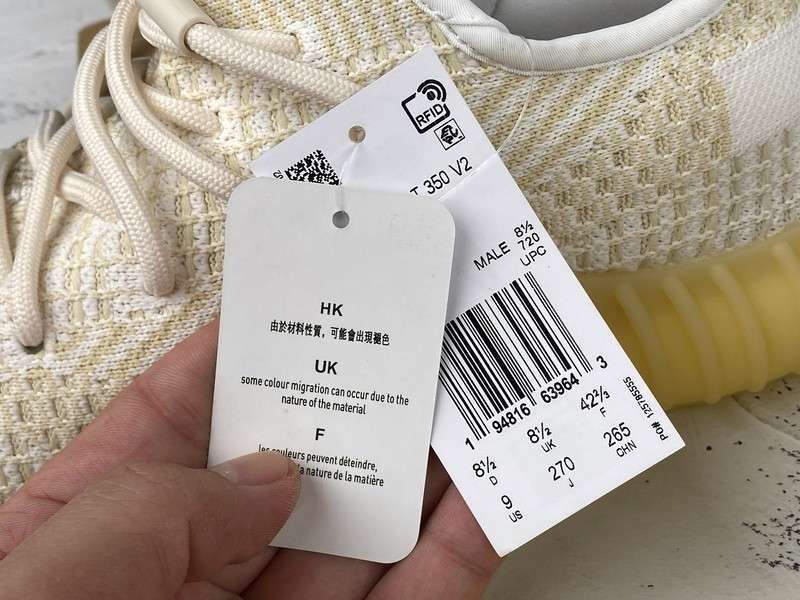 HK
由於材料性質，可能會出現褪色
UK
some colour migration can occur due to the
nature of the material
F
les couleurs peuvent déteindre,
la nature de la matière
RFID
T 350 V2
MALE 8½
720
UPC
1 94816 63964 3
8½ 8½ 42⅔
D UK F
9 270 265
US J CHN
PO# 125785555